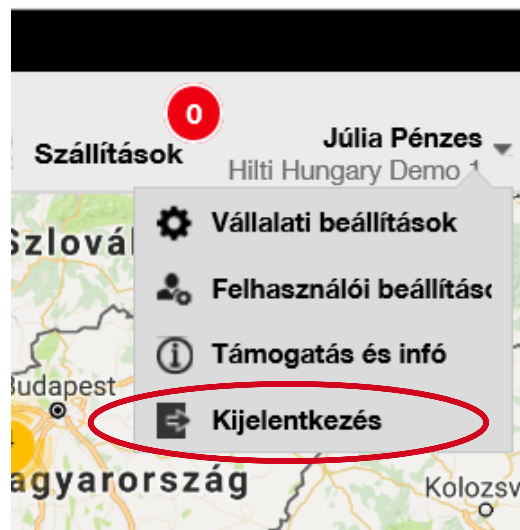 0
Szállítások
Júlia Pénzes
Hilti Hungary Demo 1
Vállalati beállítások
Szlovák
Felhasználói beállításo
Támogatás és infó
Budapest
Kijelentkezés
agyarország
Kolozsv